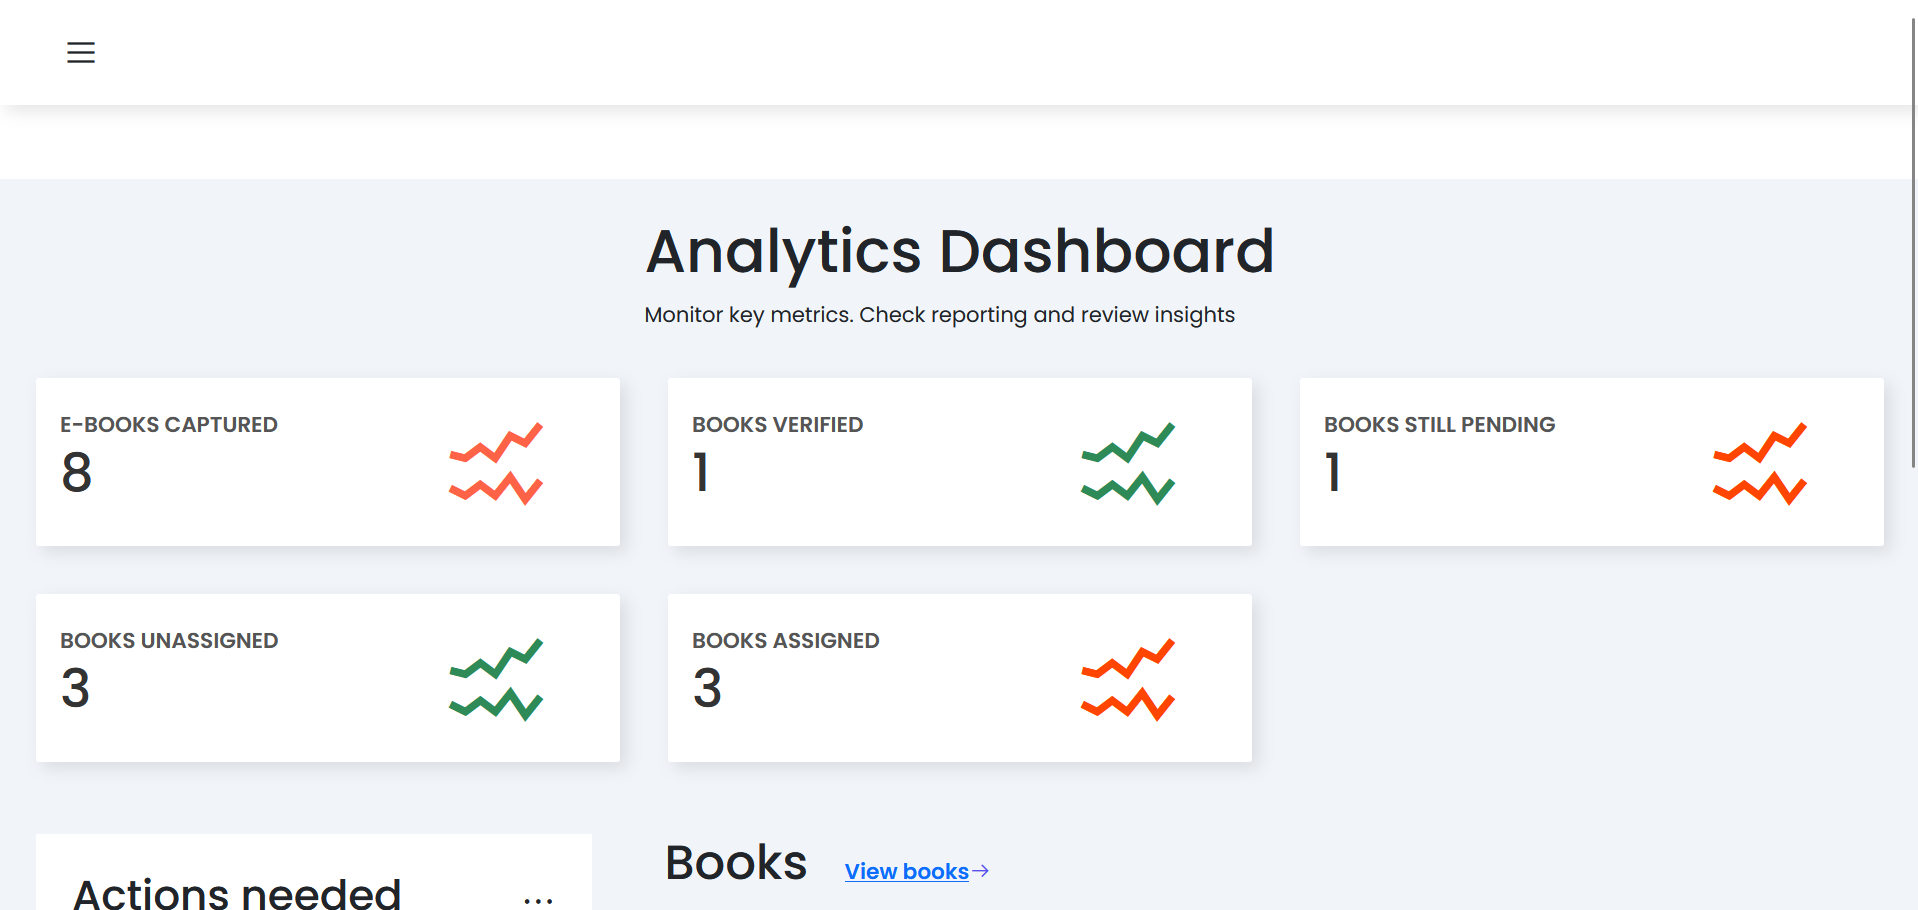 Analytics Dashboard
Monitor key metrics. Check reporting and review insights
E-BOOKS CAPTURED
8
BOOKS VERIFIED
1
BOOKS STILL PENDING
1
BOOKS UNASSIGNED
3
BOOKS ASSIGNED
3
Actions needed ...
Books View books→